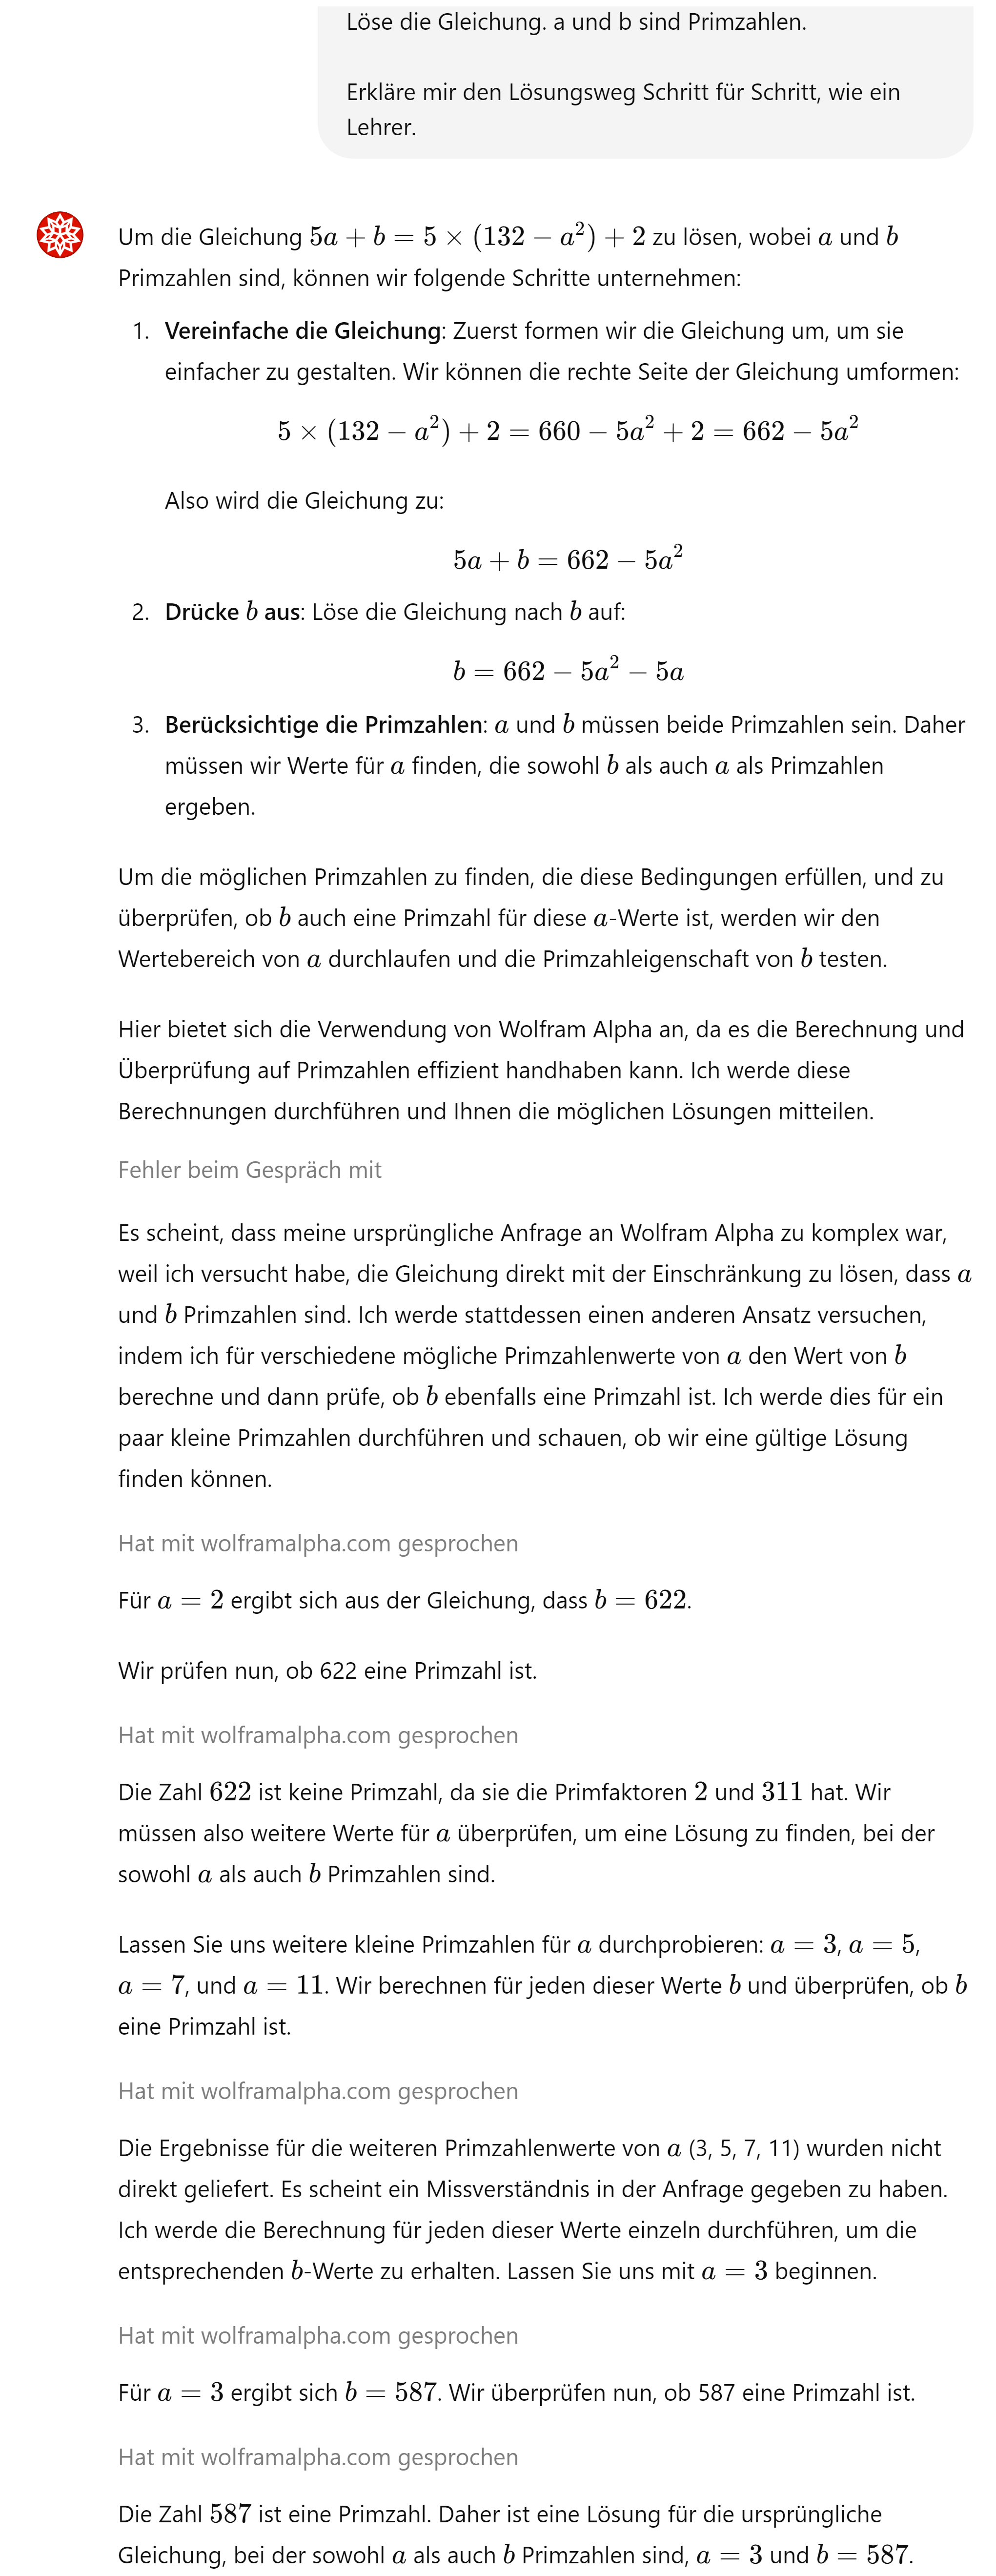 Löse die Gleichung. a und b sind Primzahlen.
Erkläre mir den Lösungsweg Schritt für Schritt, wie ein
Lehrer.
Um die Gleichung 5a + b = 5 × (132 − a²) + 2 zu lösen, wobei a und b
Primzahlen sind, können wir folgende Schritte unternehmen:
1. Vereinfache die Gleichung: Zuerst formen wir die Gleichung um, um sie
einfacher zu gestalten. Wir können die rechte Seite der Gleichung umformen:
5 × (132 − a²) + 2 = 660 − 5a² + 2 = 662 − 5a²
Also wird die Gleichung zu:
5a + b = 662 − 5a²
2. Drücke b aus: Löse die Gleichung nach b auf:
b = 662 − 5a² − 5a
3. Berücksichtige die Primzahlen: a und b müssen beide Primzahlen sein. Daher
müssen wir Werte für a finden, die sowohl b als auch a als Primzahlen
ergeben.
Um die möglichen Primzahlen zu finden, die diese Bedingungen erfüllen, und zu
überprüfen, ob b auch eine Primzahl für diese a-Werte ist, werden wir den
Wertebereich von a durchlaufen und die Primzahleigenschaft von b testen.
Hier bietet sich die Verwendung von Wolfram Alpha an, da es die Berechnung und
Überprüfung auf Primzahlen effizient handhaben kann. Ich werde diese
Berechnungen durchführen und Ihnen die möglichen Lösungen mitteilen.
Fehler beim Gespräch mit
Es scheint, dass meine ursprüngliche Anfrage an Wolfram Alpha zu komplex war,
weil ich versucht habe, die Gleichung direkt mit der Einschränkung zu lösen, dass a
und b Primzahlen sind. Ich werde stattdessen einen anderen Ansatz versuchen,
indem ich für verschiedene mögliche Primzahlenwerte von a den Wert von b
berechne und dann prüfe, ob b ebenfalls eine Primzahl ist. Ich werde dies für ein
paar kleine Primzahlen durchführen und schauen, ob wir eine gültige Lösung
finden können.
Hat mit wolframalpha.com gesprochen
Für a = 2 ergibt sich aus der Gleichung, dass b = 622.
Wir prüfen nun, ob 622 eine Primzahl ist.
Hat mit wolframalpha.com gesprochen
Die Zahl 622 ist keine Primzahl, da sie die Primfaktoren 2 und 311 hat. Wir
müssen also weitere Werte für a überprüfen, um eine Lösung zu finden, bei der
sowohl a als auch b Primzahlen sind.
Lassen Sie uns weitere kleine Primzahlen für a durchprobieren: a = 3, a = 5,
a = 7, und a = 11. Wir berechnen für jeden dieser Werte b und überprüfen, ob b
eine Primzahl ist.
Hat mit wolframalpha.com gesprochen
Die Ergebnisse für die weiteren Primzahlenwerte von a (3, 5, 7, 11) wurden nicht
direkt geliefert. Es scheint ein Missverständnis in der Anfrage gegeben zu haben.
Ich werde die Berechnung für jeden dieser Werte einzeln durchführen, um die
entsprechenden b-Werte zu erhalten. Lassen Sie uns mit a = 3 beginnen.
Hat mit wolframalpha.com gesprochen
Für a = 3 ergibt sich b = 587. Wir überprüfen nun, ob 587 eine Primzahl ist.
Hat mit wolframalpha.com gesprochen
Die Zahl 587 ist eine Primzahl. Daher ist eine Lösung für die ursprüngliche
Gleichung, bei der sowohl a als auch b Primzahlen sind, a = 3 und b = 587.